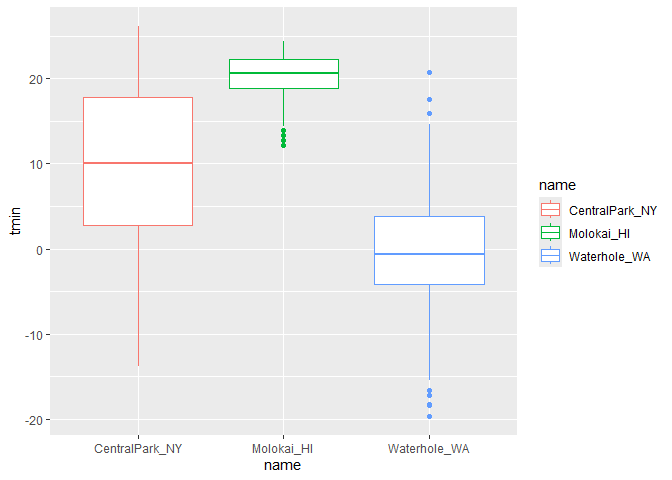 20
10
0
-10
-20
tmin
CentralPark_NY Molokai_HI Waterhole_WA
name
name
CentralPark_NY
Molokai_HI
Waterhole_WA